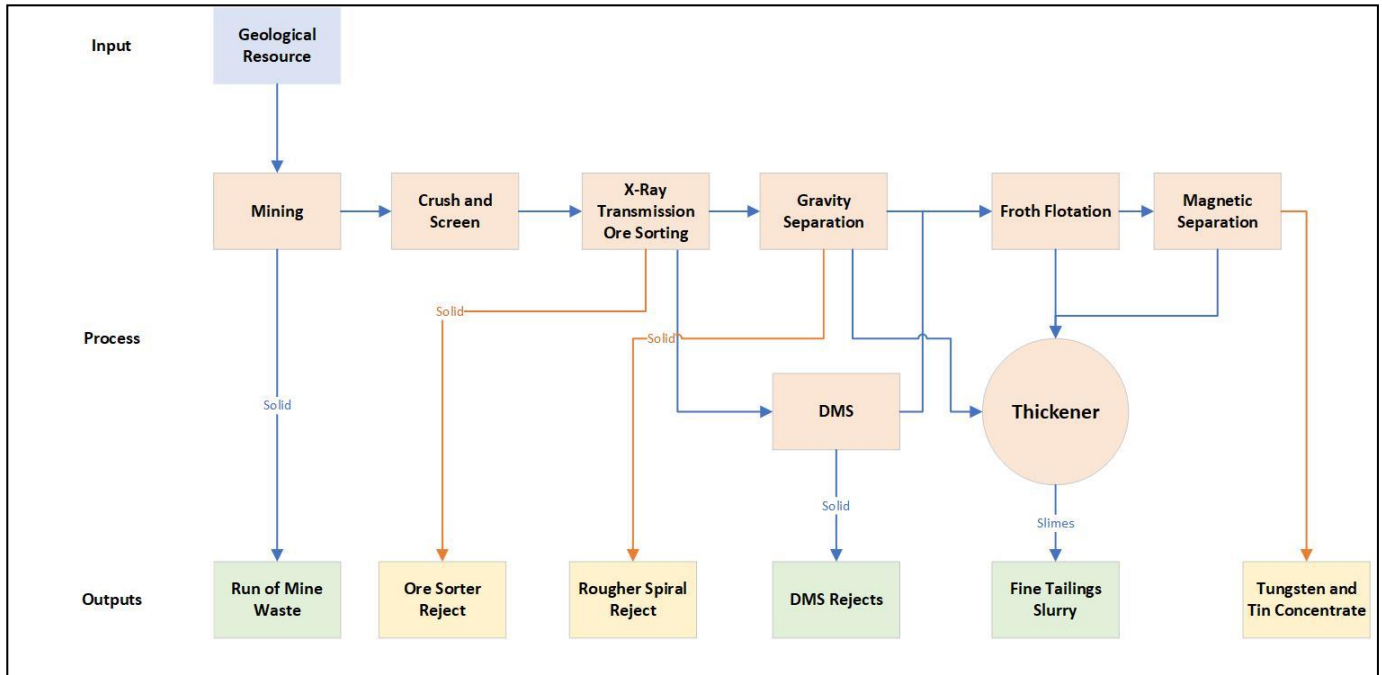 Input
Geological
Resource
Mining
Crush and
Screen
X-Ray
Transmission
Ore Sorting
Gravity
Separation
Froth Flotation
Magnetic
Separation
Solid
Process
Solid
Solid
DMS
Thickener
Solid
Slimes
Outputs
Run of Mine
Waste
Ore Sorter
Reject
Rougher Spiral
Reject
DMS Rejects
Fine Tailings
Slurry
Tungsten and
Tin Concentrate